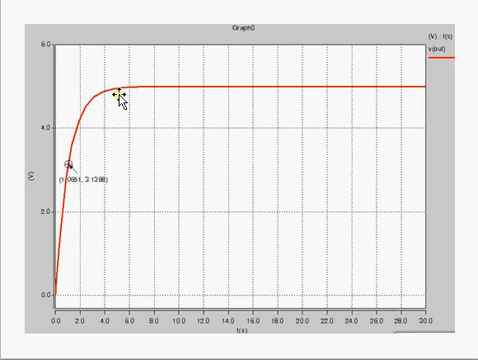 Graph0
(V) : t(s)
v(out)
6.0
4.0
(V)
2.0
0.0
0.0 2.0 4.0 6.0 8.0 10.0 12.0 14.0 16.0 18.0 20.0 22.0 24.0 26.0 28.0 30.0
t(s)